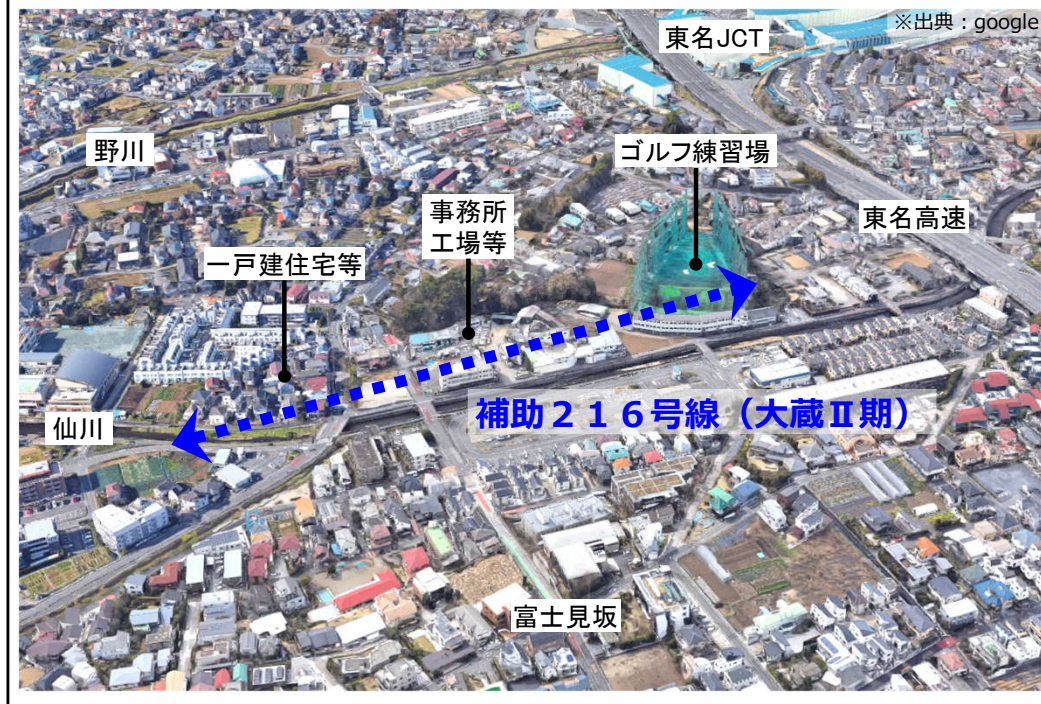 ※出典：google
東名JCT
野川
ゴルフ練習場
事務所
工場等
東名高速
一戸建住宅等
補助２１６号線（大蔵Ⅱ期）
仙川
富士見坂